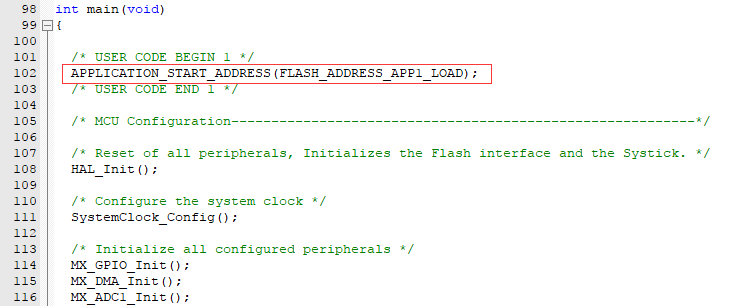 98 int main(void)
99 {
100
101 /* USER CODE BEGIN 1 */
102 APPLICATION_START_ADDRESS(FLASH_ADDRESS_APP1_LOAD);
103 /* USER CODE END 1 */
104
105 /* MCU Configuration----------------------------------------------------------*/
106
107 /* Reset of all peripherals, Initializes the Flash interface and the Systick. */
108 HAL_Init();
109
110 /* Configure the system clock */
111 SystemClock_Config();
112
113 /* Initialize all configured peripherals */
114 MX_GPIO_Init();
115 MX_DMA_Init();
116 MX_ADC1_Init();